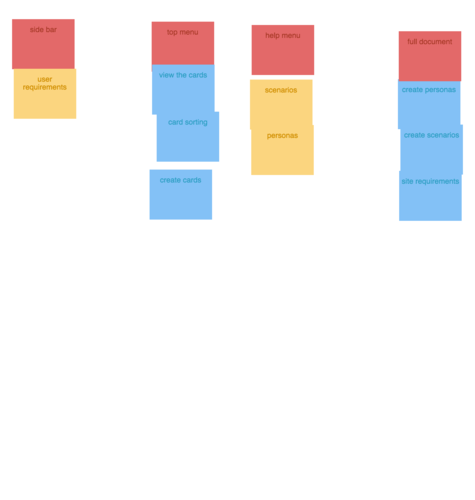 side bar
user
requirements
top menu
view the cards
card sorting
create cards
help menu
scenarios
personas
full document
create personas
create scenarios
site requirements